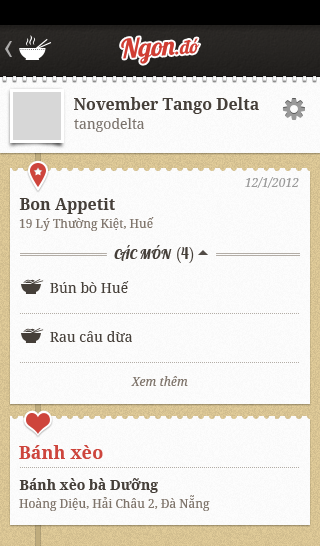 Ngon.đó
November Tango Delta
tangodelta
12/1/2012
Bon Appetit
19 Lý Thường Kiệt, Huế
CÁC MÓN (4)
Bún bò Huế
Rau câu dừa
Xem thêm
Bánh xèo
Bánh xèo bà Dưỡng
Hoàng Diệu, Hải Châu 2, Đà Nẵng